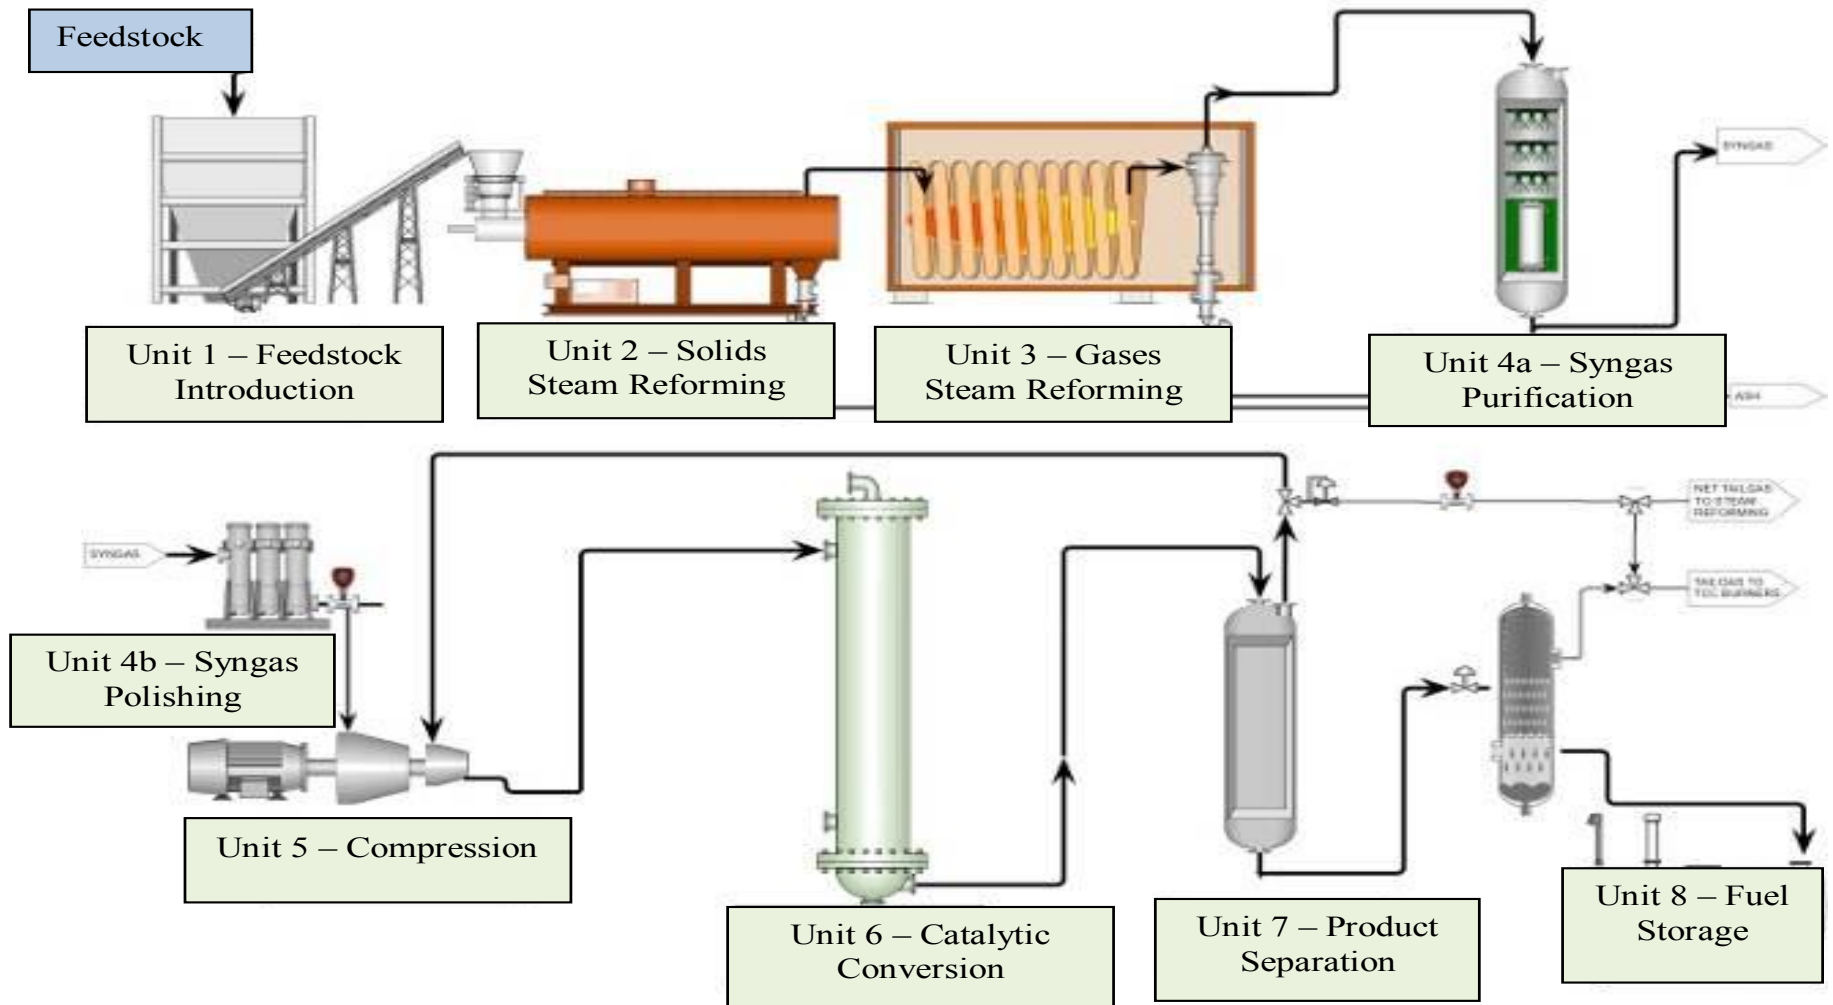 Feedstock
SYNGAS
Unit 1 – Feedstock
Introduction
Unit 2 – Solids
Steam Reforming
Unit 3 – Gases
Steam Reforming
Unit 4a – Syngas
Purification
ASH
NET TAILGAS
TO STEAM
REFORMING
SYNGAS
TAILGAS TO
TCC BURNERS
Unit 4b – Syngas
Polishing
Unit 5 – Compression
Unit 6 – Catalytic
Conversion
Unit 7 – Product
Separation
Unit 8 – Fuel
Storage